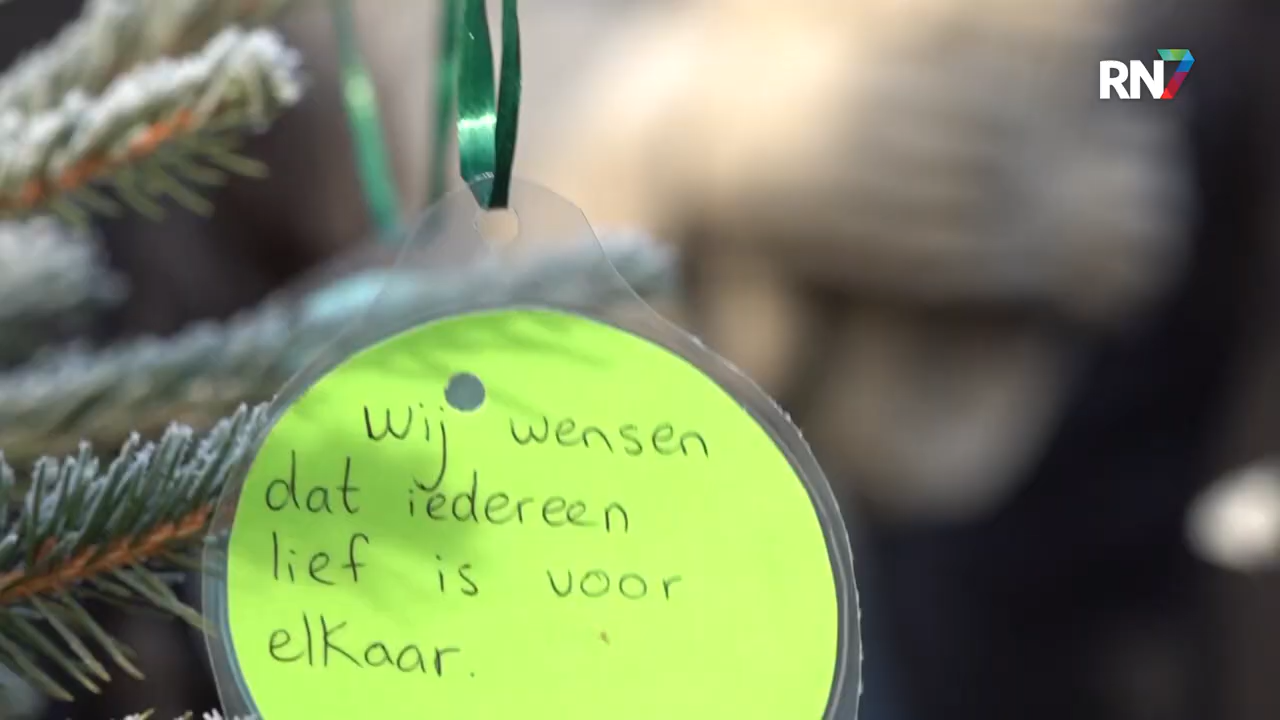 RN7
Wij wensen
dat iedereen
lief is voor
elkaar.